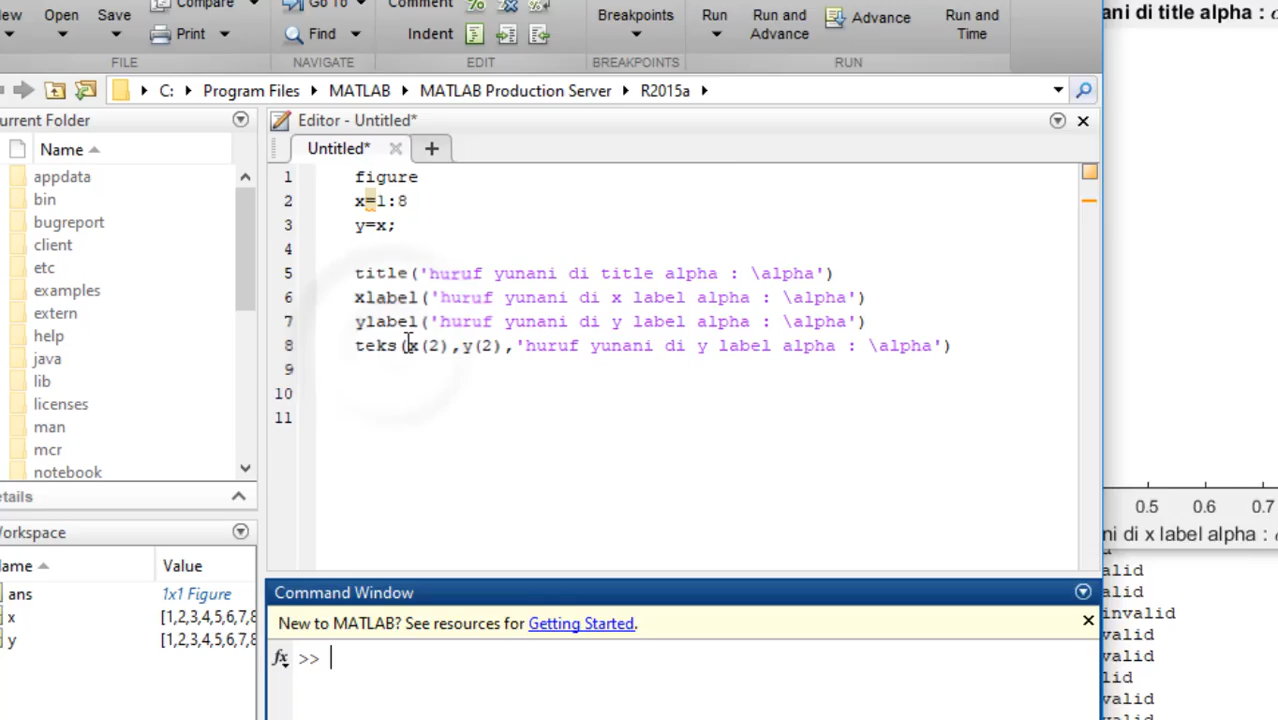 Compare
Go To
Comment
ew Open Save
Print
Find
Indent
Breakpoints
Run
Run and Advance
Advance
Run and Time
FILE NAVIGATE EDIT BREAKPOINTS RUN
ani di title alpha :
C: Program Files MATLAB MATLAB Production Server R2015a
urrent Folder
Name
appdata
bin
bugreport
client
etc
examples
extern
help
java
lib
licenses
man
mcr
notebook
etails
Editor - Untitled*
Untitled* +
1 figure
2 x=1:8
3 y=x;
4
5 title('huruf yunani di title alpha : \alpha')
6 xlabel('huruf yunani di x label alpha : \alpha')
7 ylabel('huruf yunani di y label alpha : \alpha')
8 teks(x(2),y(2),'huruf yunani di y label alpha : \alpha')
9
10
11
orkspace
ame Value
ans 1x1 Figure
x [1,2,3,4,5,6,7,8
y [1,2,3,4,5,6,7,8
Command Window
New to MATLAB? See resources for Getting Started.
fx >>
0.5 0.6 0.7
ni di x label alpha :
alid
alid
invalid
valid
valid
lid
valid